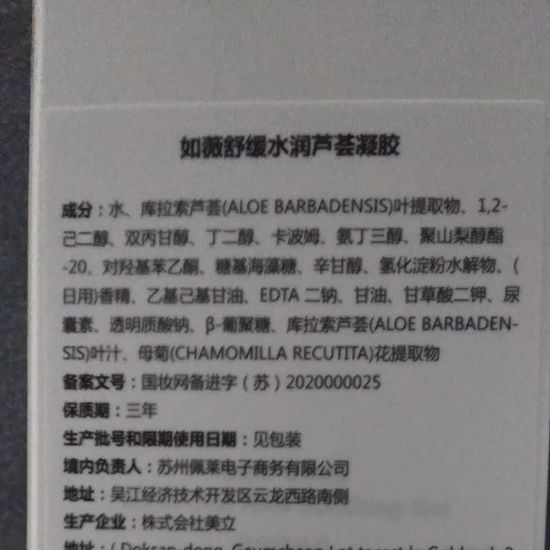 如薇舒缓水润芦荟凝胶
成分：水、库拉索芦荟(ALOE BARBADENSIS)叶提取物、1,2-
己二醇、双丙甘醇、丁二醇、卡波姆、氨丁三醇、聚山梨醇酯
-20、对羟基苯乙酮、糖基海藻糖、辛甘醇、氢化淀粉水解物、(
日用)香精、乙基己基甘油、EDTA 二钠、甘油、甘草酸二钾、尿
囊素、透明质酸钠、β-葡聚糖、库拉索芦荟(ALOE BARBADEN-
SIS)叶汁、母菊(CHAMOMILLA RECUTITA)花提取物
备案文号：国妆网备进字（苏）2020000025
保质期：三年
生产批号和限期使用日期：见包装
境内负责人：苏州佩莱电子商务有限公司
地址：吴江经济技术开发区云龙西路南侧
生产企业：株式会社美立
地址：( Doksan-dong, Geumcheon